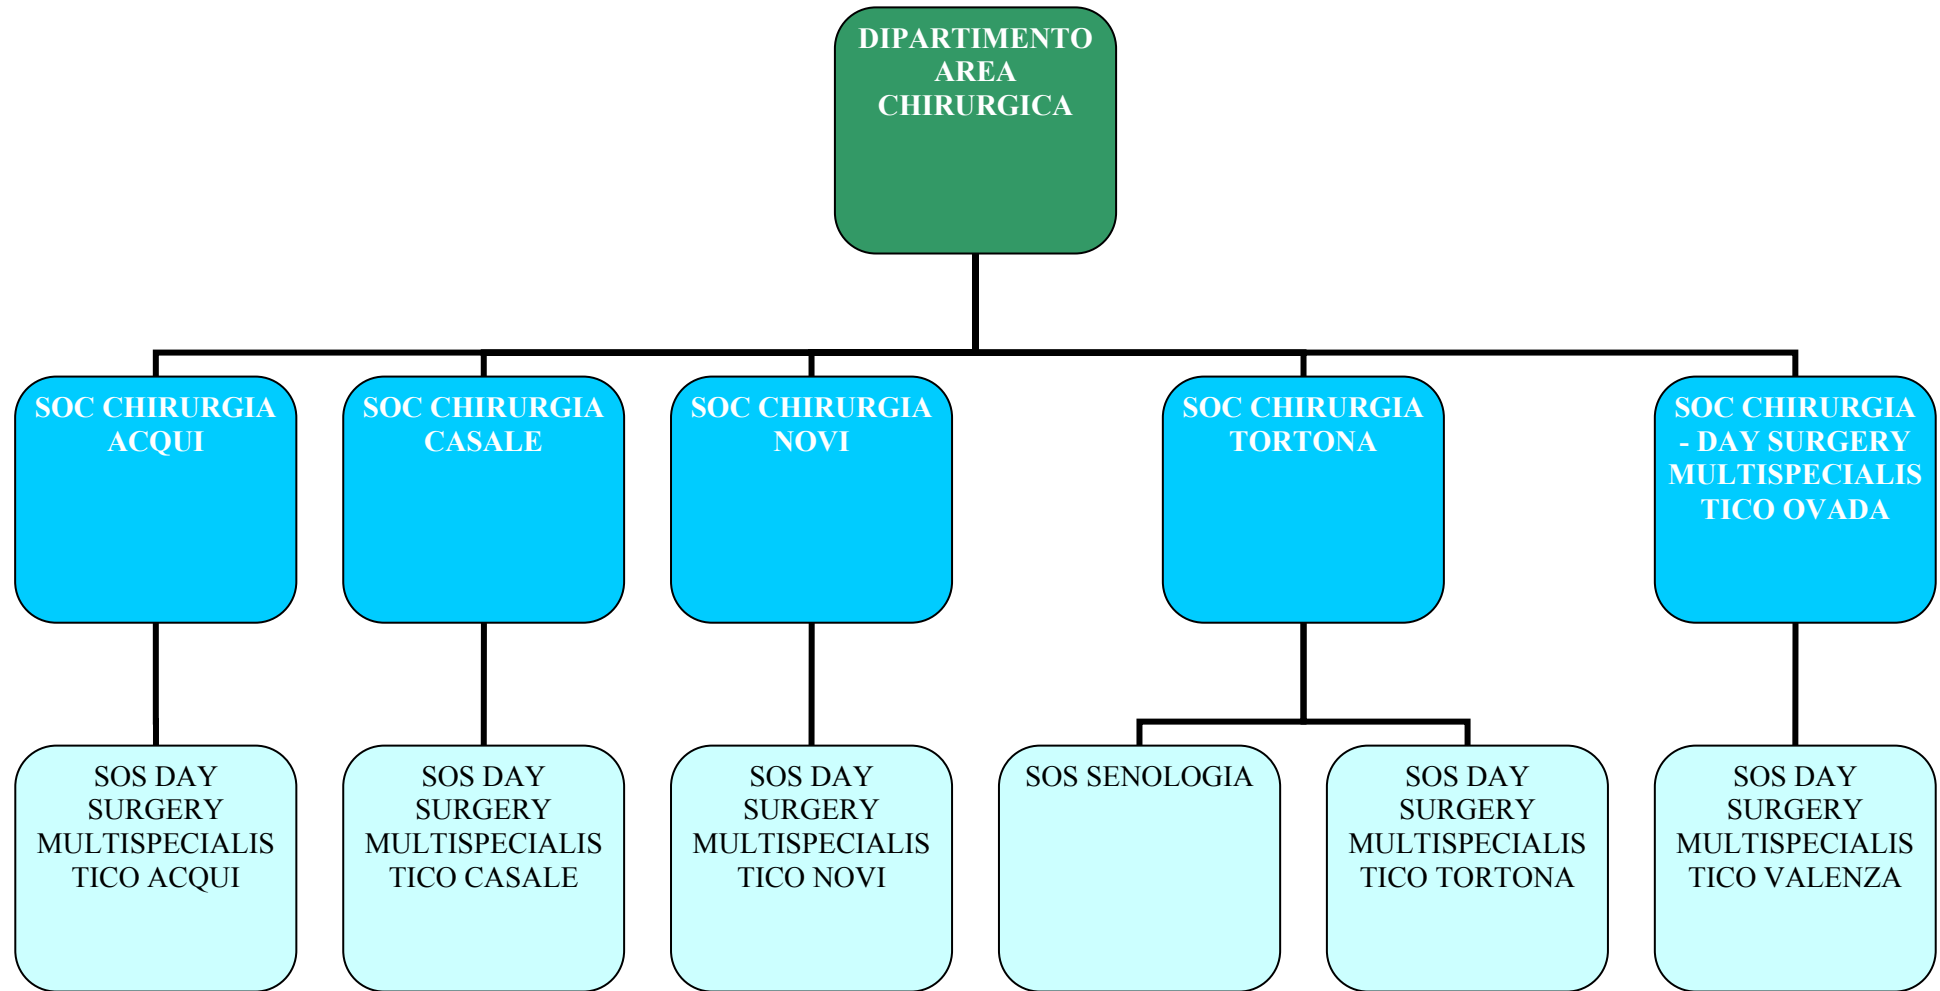 DIPARTIMENTO
AREA
CHIRURGICA
SOC CHIRURGIA
ACQUI
SOC CHIRURGIA
CASALE
SOC CHIRURGIA
NOVI
SOC CHIRURGIA
TORTONA
SOC CHIRURGIA
- DAY SURGERY
MULTISPECIALIS
TICO OVADA
SOS DAY
SURGERY
MULTISPECIALIS
TICO ACQUI
SOS DAY
SURGERY
MULTISPECIALIS
TICO CASALE
SOS DAY
SURGERY
MULTISPECIALIS
TICO NOVI
SOS SENOLOGIA
SOS DAY
SURGERY
MULTISPECIALIS
TICO TORTONA
SOS DAY
SURGERY
MULTISPECIALIS
TICO VALENZA